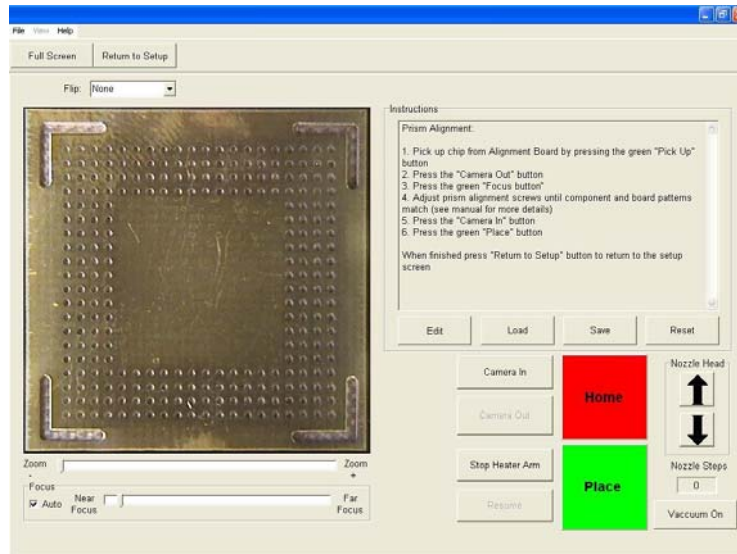 File View Help
Full Screen Return to Setup
Flip: None
Instructions
Prism Alignment:
1. Pick up chip from Alignment Board by pressing the green "Pick Up"
button
2. Press the "Camera Out" button
3. Press the green "Focus button"
4. Adjust prism alignment screws until component and board patterns
match (see manual for more details)
5. Press the "Camera In" button
6. Press the green "Place" button
When finished press "Return to Setup" button to return to the setup
screen
Edit Load Save Reset
Camera In
Camera Out
Home
Nozzle Head
Zoom
-
Zoom
+
Focus
Auto
Near
Focus
Far
Focus
Stop Heater Arm
Resume
Place
Nozzle Steps
0
Vaccuum On